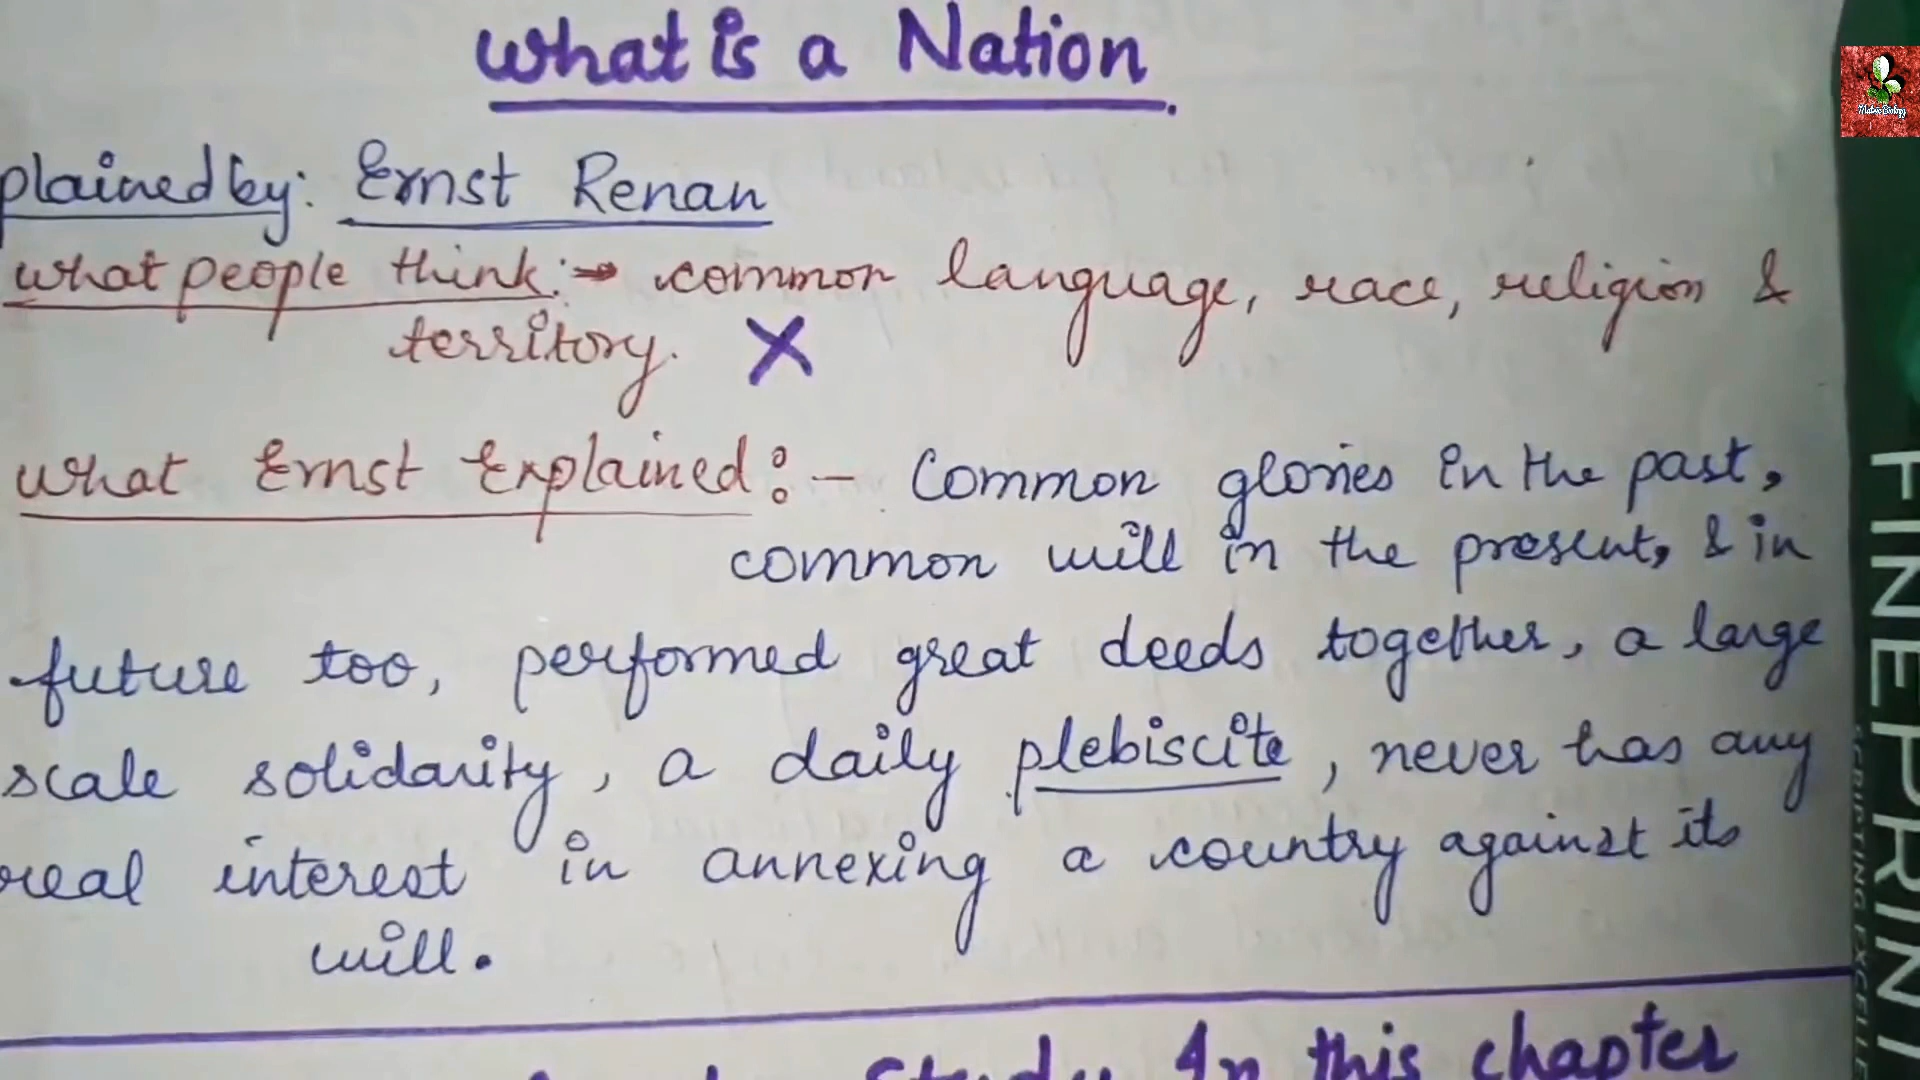 What is a Nation.
plained by: Ernst Renan
what people think:→ common language, race, religion &
territory. X
what Ernst Explained:- Common glories in the past,
common will in the present, & in
future too, performed great deeds together, a large
scale solidarity, a daily plebiscite, never has any
real interest in annexing a country against its
will.
Study In this chapter
FINEPRINT